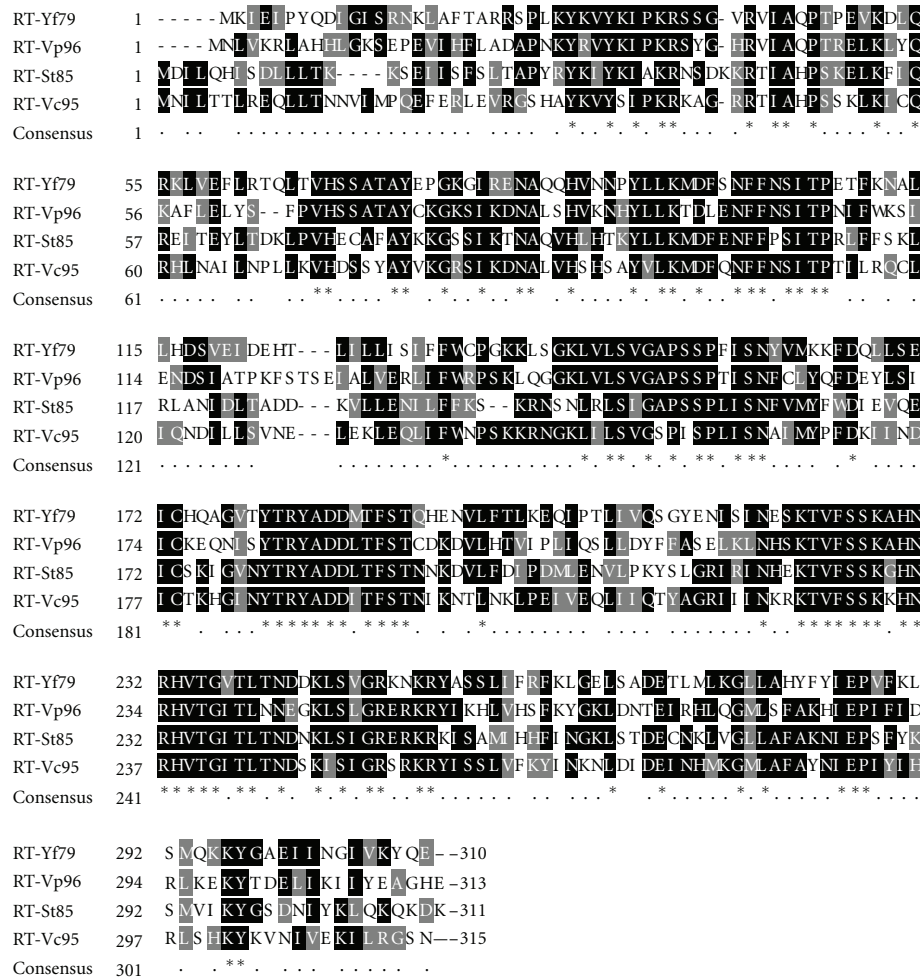 RT-Yf79 1 -----MKIEIPYQDIGISRNKLAFTARRSPLKYKVYKIPKRSSG-VRVIAQPTPEVKDLQ
RT-Vp96 1 ----MNLVKRLAHHLGKSEPEVIHFLADAPNKYRVYKIPKRSYG-HRVIAQPTRELKLYQ
RT-St85 1 MDILQHISDLLLTK----KSEIISFSLTAPYRYKIYKIAKRNSDKKRTIAHPSKELKFIQ
RT-Vc95 1 MNILTTLREQLLTNNVIMPQEFERLEVRGSHAYKVYSIPKRKAG-RRTIAHPSSKLKICQ
Consensus 1 . . . . . . . . . . . . . . . . . . . . . . . * . * . * . ** . . . * . ** . * . . . . * . *
RT-Yf79 55 RKLVEFLRTQLTVHSSATAYEPGKGIRENAQQHVNNPYLLKMDFSNFFNSITPETFKNAL
RT-Vp96 56 KAFLELYS--FPVHSSATAYCKGKSIKDNALSHVKNHYLLKTDLENFFNSITPNIFWKSI
RT-St85 57 REITEYLTDKLPVHECAFAYKKGSSIKTNAQVHLHTKYLLKMDFENFFPSITPRLFFSKL
RT-Vc95 60 RHLNAILNPLLKVHDSSYAYVKGRSIKDNALVHSHSAYVLKMDFQNFFNSITPTILRQCL
Consensus 61 . . . . . . . . . . ** . . . . ** . . * . . * . . ** . . * . . . . * . ** . * . . *** . **** . . . .
RT-Yf79 115 LHDSVEIDEHT---LILLISIFFWCPGKKLSGKLVLSVGAPSSPFISNYVMKKFDQLLSE
RT-Vp96 114 ENDSIATPKFSTSEIALVERLIFWRPSKLQGGKLVLSVGAPSSPTISNFCLYQFDEYLSI
RT-St85 117 RLANIDLTADD---KVLLENILFFKS--KRNSNLRLSIGAPSSPLISNFVMYFWDIEVQE
RT-Vc95 120 IQNDILLSVNE---LEKLEQLIFWNPSKKRNGKLILSVGSPISPLISNAIMYPFDKIIND
Consensus 121 . . . . . . . . . . . . . . . . * . . . . . . . . . . * . ** . * . * . ** . *** . . . . . . * . . . . .
RT-Yf79 172 ICHQAGVTYTRYADDMTFSTQHENVLFTLKEQIPTLIVQSGYENLSINESKTVFSSKAHN
RT-Vp96 174 ICKEQNISYTRYADDLTFSTCDKDVLHTVIPLIQSLLDYFFASELKLNHSKTVFSSKAHN
RT-St85 172 ICSKIGVNYTRYADDLTFSTNNKDVLFDIPDMLENVLPKYSLGRIRINHEKTVFSSKGHN
RT-Vc95 177 ICTKHGINYTRYADDITFSTNIKNTLNKLPEIVEQLIIQTYAGRLIINKRKTVFSSKKHN
Consensus 181 ** . . . . ******* . **** . . . . * . . . . . . . . . . . . . . . . * . . ******* . **
RT-Yf79 232 RHVTGVTLTNDDKLSVGRKNKRYASSLIFRFKLGELSADETLMLKGLLAHYFYIEPVFKL
RT-Vp96 234 RHVTGITLNNEGKLSLGRERKRYIKHLVHSFKYGKLDNTEIRHLQGMLSFAKHIEPIFID
RT-St85 232 RHVTGITLTNDNKLSIGRERKRKISAMIHHFINGKLSTDECNKLVGLLAFAKNIEPSFYK
RT-Vc95 237 RHVTGITLTNDSKISIGRSRKRYISSLVFKYINKNLDIDEINHMKGMLAFAYNIEPIYIH
Consensus 241 ***** . ** . * . . * . * . ** . . ** . . . . . . . . . . . * . . . * . . . . . * . * . . . . . *** . . . .
RT-Yf79 292 SMQKKYGAEIINGIVKYQE--310
RT-Vp96 294 RLKEKYTDELIKIIYEAGHE-313
RT-St85 292 SMVIKYGSDNIYKLQKQKDK-311
RT-Vc95 297 RLSHKYKVNIVEKILRGSN--315
Consensus 301 . . ** . . . . . . . .